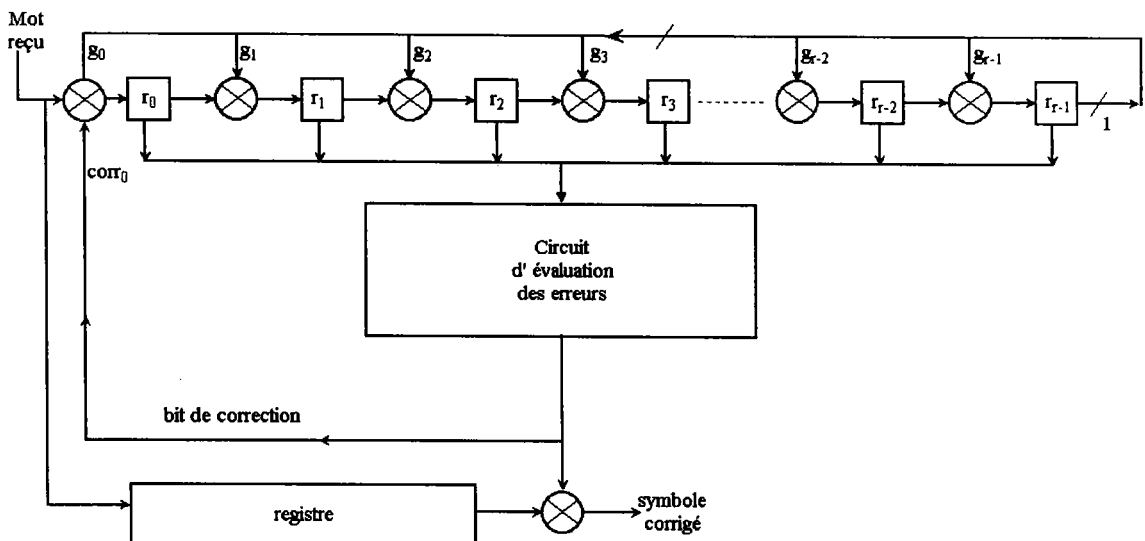 Mot
reçu
g0 g1 g2 g3 gr-2 gr-1
r0 r1 r2 r3 rr-2 rr-1
1
corr0
Circuit
d' évaluation
des erreurs
bit de correction
registre
symbole
corrigé